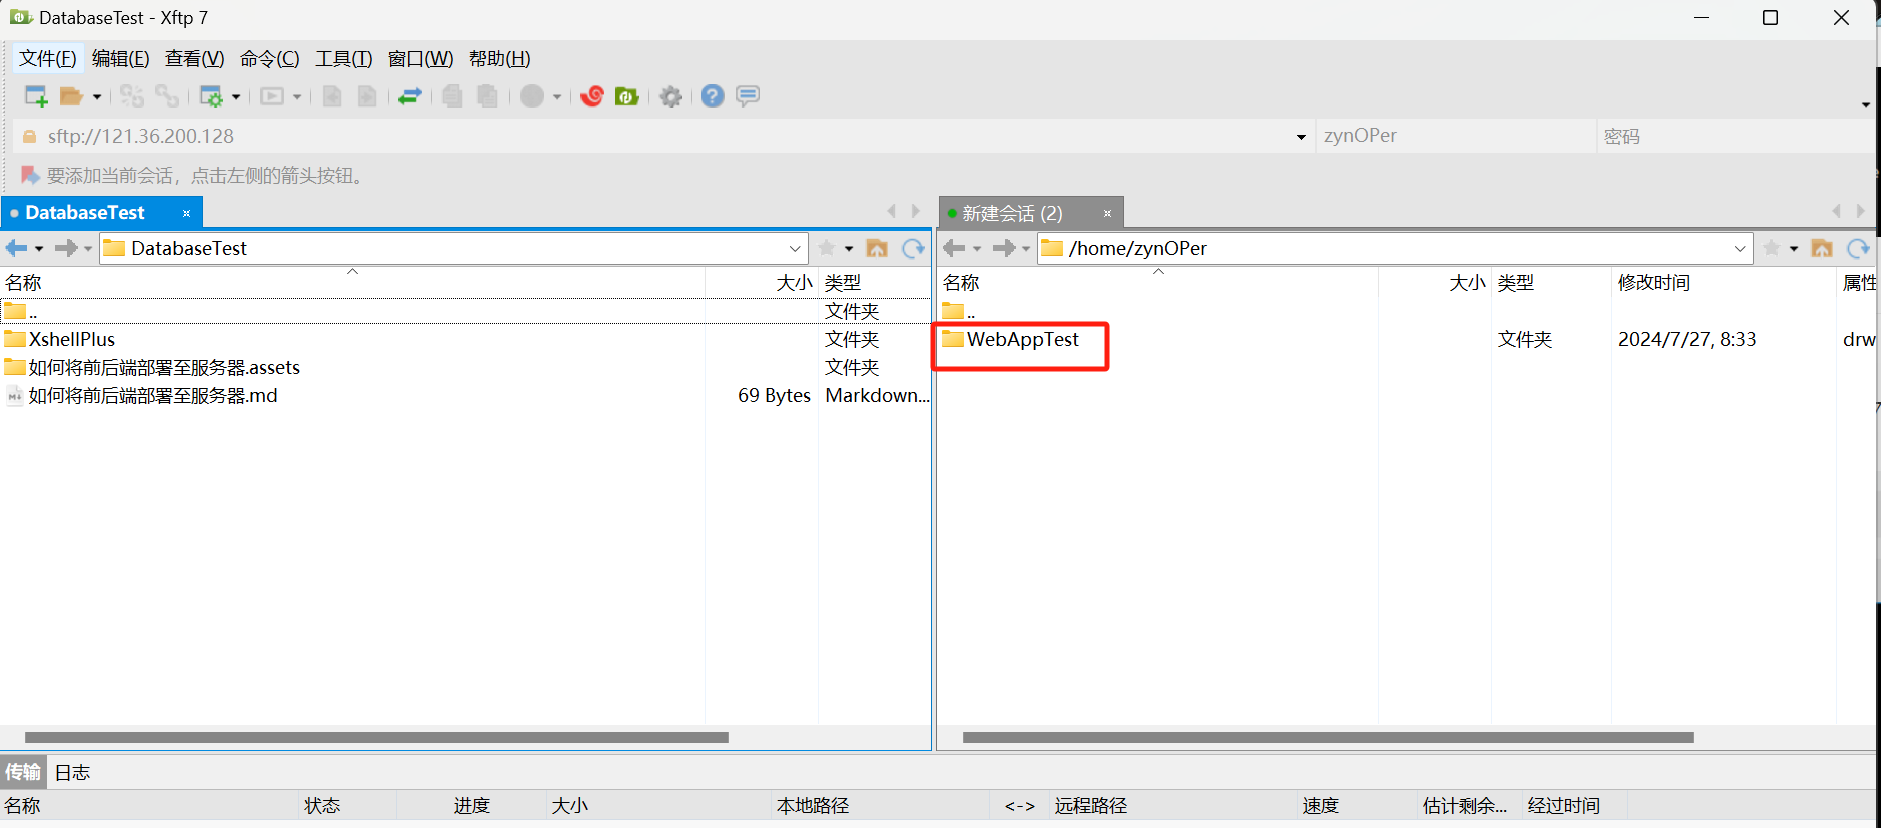 DatabaseTest - Xftp 7
文件(F) 编辑(E) 查看(V) 命令(C) 工具(T) 窗口(W) 帮助(H)
sftp://121.36.200.128 zynOPer 密码
要添加当前会话，点击左侧的箭头按钮。
DatabaseTest
DatabaseTest
名称 大小 类型
.. 文件夹
XshellPlus 文件夹
如何将前后端部署至服务器.assets 文件夹
如何将前后端部署至服务器.md 69 Bytes Markdown...
新建会话 (2)
/home/zynOPer
名称 大小 类型 修改时间 属性
..
WebAppTest 文件夹 2024/7/27, 8:33 drw
传输 日志
名称 状态 进度 大小 本地路径 <-> 远程路径 速度 估计剩余... 经过时间